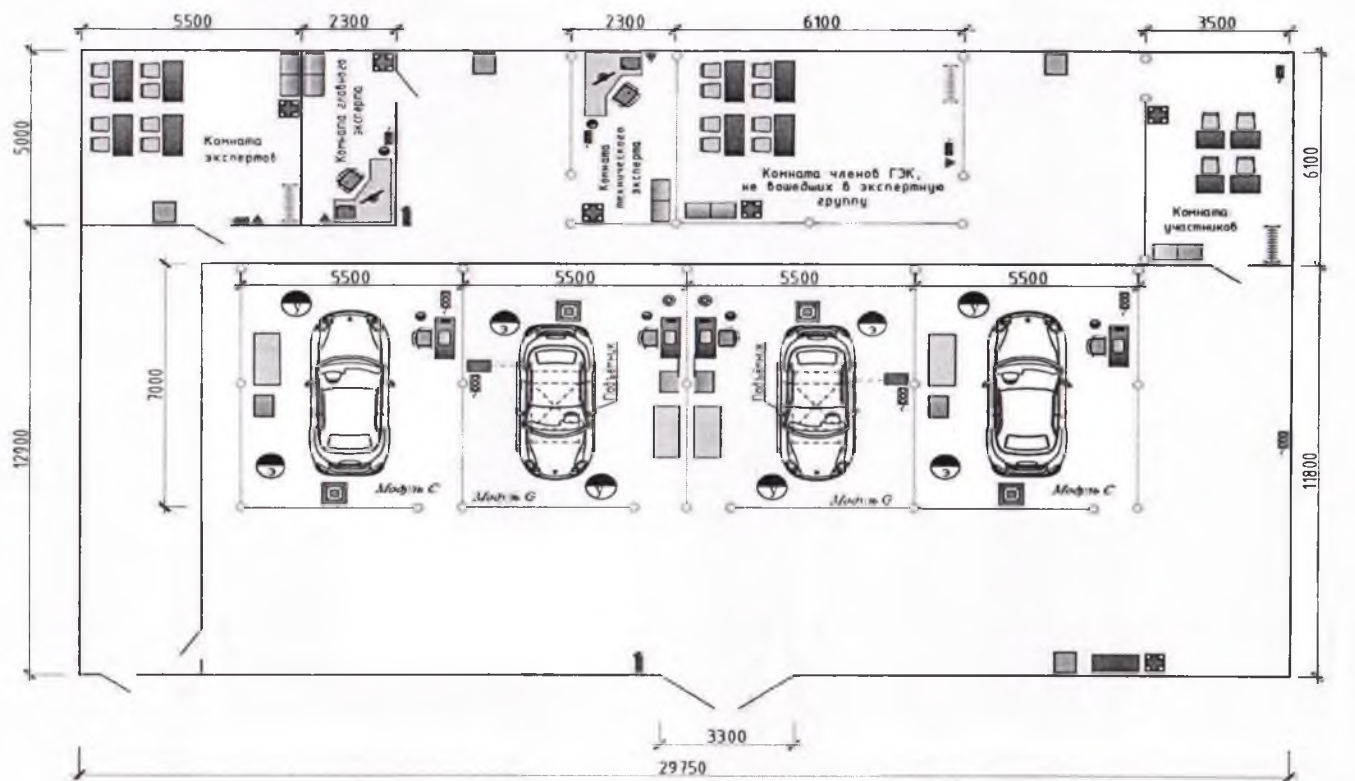 5500
2300
2300
6100
3500
5000
12900
6100
11800
Комната
экспертов
Комната главного
эксперта
Комната
технического
эксперта
Комната членов ГЭК,
не вошедших в экспертную
группу
Комната
участников
5500
5500
5500
5500
7000
У
Э
Э
У
Э
У
У
Э
Подъемник
Подъемник
Модуль С
Модуль G
Модуль G
Модуль С
3300
29750